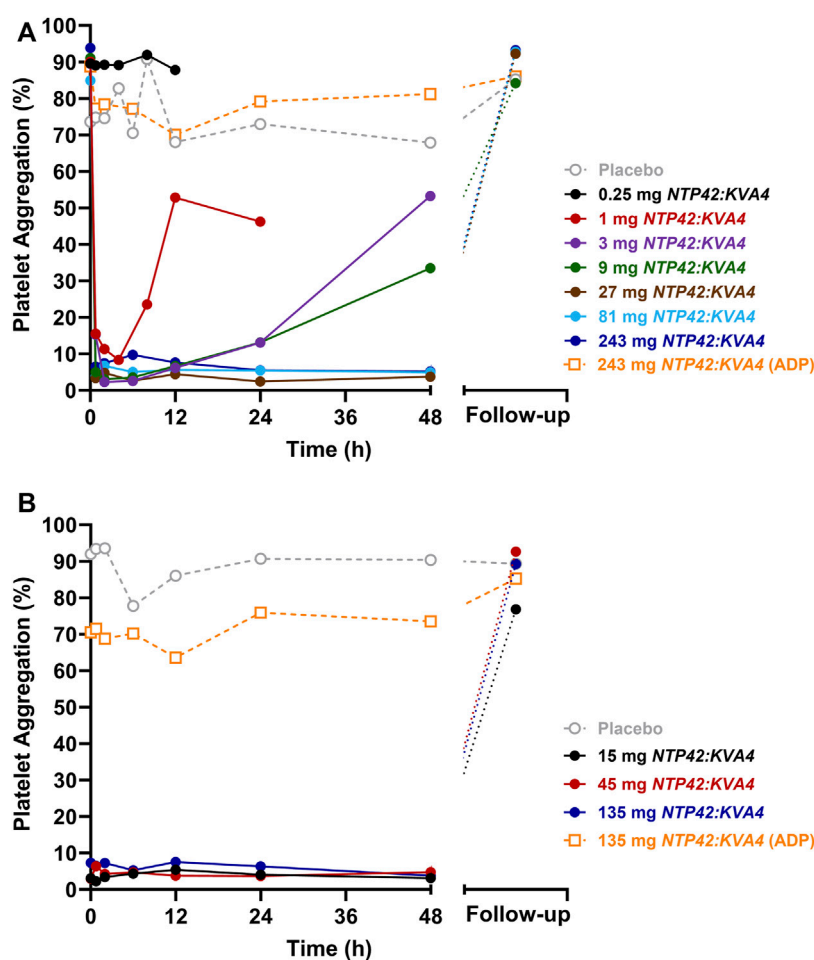 A
Platelet Aggregation (%)
100
90
80
70
60
50
40
30
20
10
0
0
12
24
36
48
Follow-up
Time (h)
Placebo
0.25 mg NTP42:KVA4
1 mg NTP42:KVA4
3 mg NTP42:KVA4
9 mg NTP42:KVA4
27 mg NTP42:KVA4
81 mg NTP42:KVA4
243 mg NTP42:KVA4
243 mg NTP42:KVA4 (ADP)
B
Platelet Aggregation (%)
100
90
80
70
60
50
40
30
20
10
0
0
12
24
36
48
Follow-up
Time (h)
Placebo
15 mg NTP42:KVA4
45 mg NTP42:KVA4
135 mg NTP42:KVA4
135 mg NTP42:KVA4 (ADP)